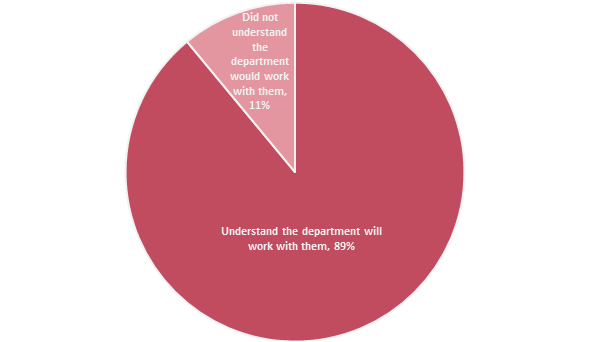 Did not
understand
the
department
would work
with them,
11%
Understand the department will
work with them, 89%